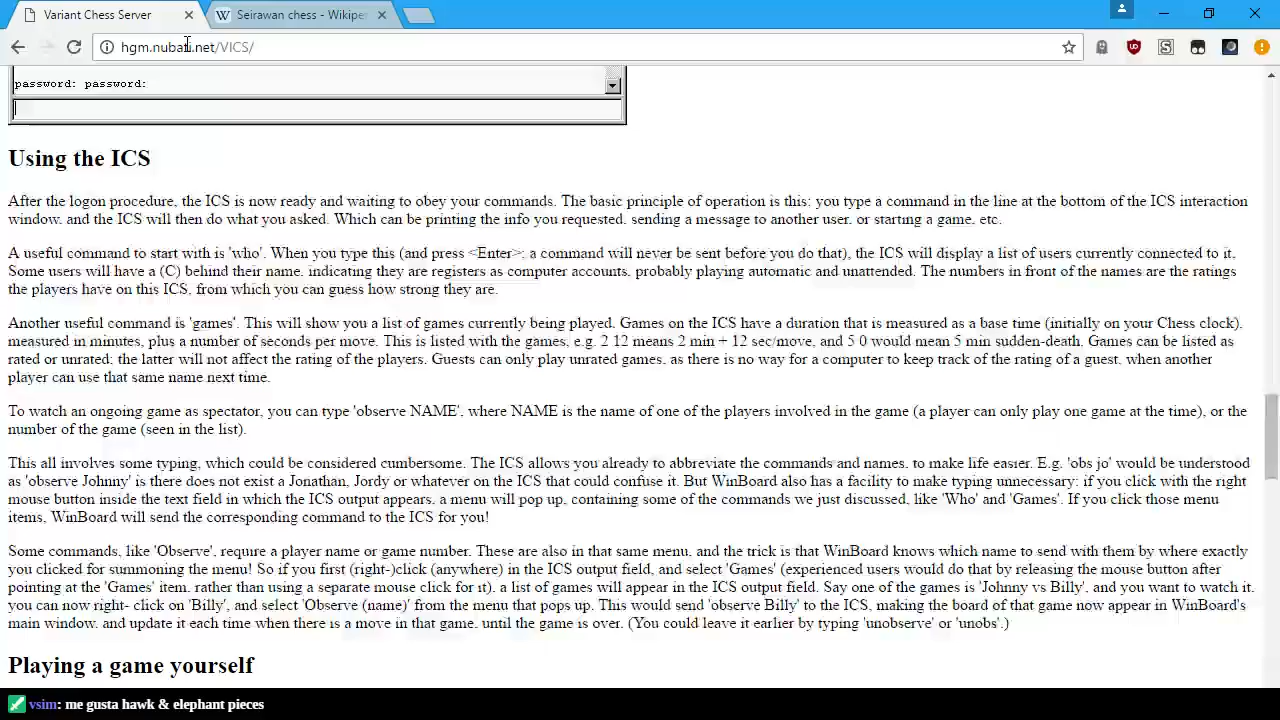 Variant Chess Server
Seirawan chess - Wikipe
hgm.nubati.net/VICS/
password: password:
Using the ICS
After the logon procedure, the ICS is now ready and waiting to obey your commands. The basic principle of operation is this: you type a command in the line at the bottom of the ICS interaction
window, and the ICS will then do what you asked. Which can be printing the info you requested, sending a message to another user, or starting a game, etc.
A useful command to start with is 'who'. When you type this (and press <Enter>; a command will never be sent before you do that), the ICS will display a list of users currently connected to it.
Some users will have a (C) behind their name, indicating they are registers as computer accounts, probably playing automatic and unattended. The numbers in front of the names are the ratings
the players have on this ICS, from which you can guess how strong they are.
Another useful command is 'games'. This will show you a list of games currently being played. Games on the ICS have a duration that is measured as a base time (initially on your Chess clock),
measured in minutes, plus a number of seconds per move. This is listed with the games, e.g. 2 12 means 2 min + 12 sec/move, and 5 0 would mean 5 min sudden-death. Games can be listed as
rated or unrated; the latter will not affect the rating of the players. Guests can only play unrated games, as there is no way for a computer to keep track of the rating of a guest, when another
player can use that same name next time.
To watch an ongoing game as spectator, you can type 'observe NAME', where NAME is the name of one of the players involved in the game (a player can only play one game at the time), or the
number of the game (seen in the list).
This all involves some typing, which could be considered cumbersome. The ICS allows you already to abbreviate the commands and names, to make life easier. E.g. 'obs jo' would be understood
as 'observe Johnny' is there does not exist a Jonathan, Jordy or whatever on the ICS that could confuse it. But WinBoard also has a facility to make typing unnecessary: if you click with the right
mouse button inside the text field in which the ICS output appears, a menu will pop up, containing some of the commands we just discussed, like 'Who' and 'Games'. If you click those menu
items, WinBoard will send the corresponding command to the ICS for you!
Some commands, like 'Observe', requre a player name or game number. These are also in that same menu, and the trick is that WinBoard knows which name to send with them by where exactly
you clicked for summoning the menu! So if you first (right-)click (anywhere) in the ICS output field, and select 'Games' (experienced users would do that by releasing the mouse button after
pointing at the 'Games' item, rather than using a separate mouse click for it), a list of games will appear in the ICS output field. Say one of the games is 'Johnny vs Billy', and you want to watch it,
you can now right- click on 'Billy', and select 'Observe (name)' from the menu that pops up. This would send 'observe Billy' to the ICS, making the board of that game now appear in WinBoard's
main window, and update it each time when there is a move in that game, until the game is over. (You could leave it earlier by typing 'unobserve' or 'unobs'.)
Playing a game yourself
vsim: me gusta hawk & elephant pieces